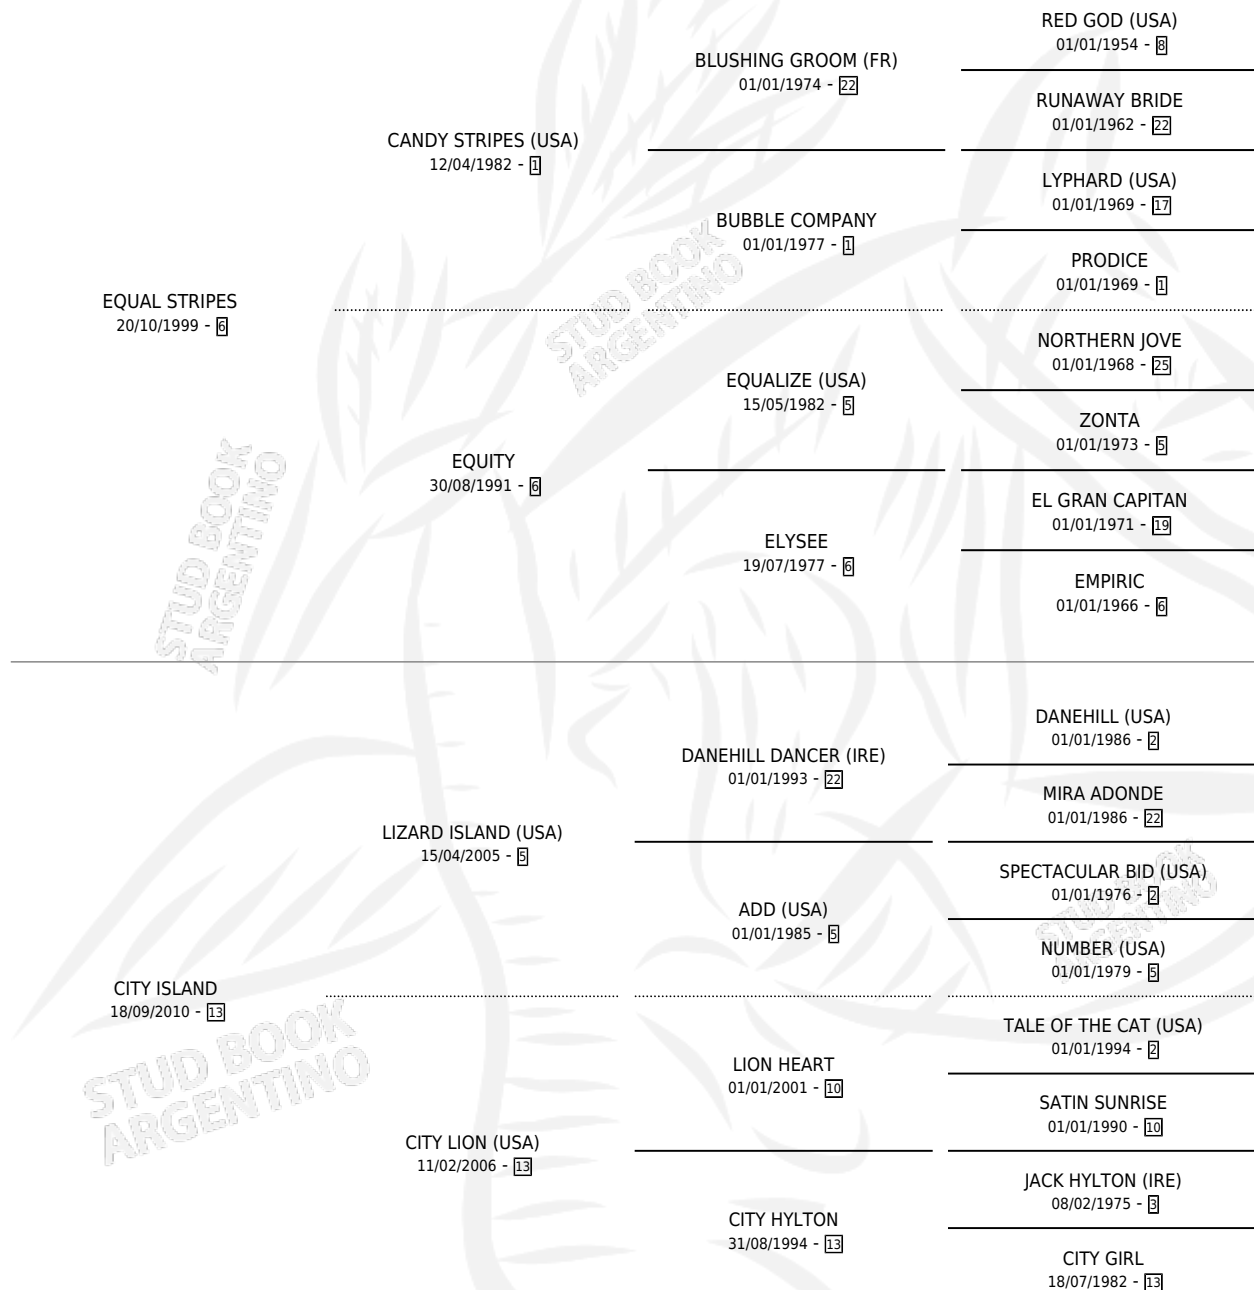 RED GOD (USA)
01/01/1954 - 8
BLUSHING GROOM (FR)
01/01/1974 - 22
RUNAWAY BRIDE
01/01/1962 - 22
CANDY STRIPES (USA)
12/04/1982 - 1
LYPHARD (USA)
01/01/1969 - 17
BUBBLE COMPANY
01/01/1977 - 1
PRODICE
01/01/1969 - 1
EQUAL STRIPES
20/10/1999 - 6
STUD BOOK
ARGENTINO
NORTHERN JOVE
01/01/1968 - 25
EQUALIZE (USA)
15/05/1982 - 5
ZONTA
01/01/1973 - 5
EQUITY
30/08/1991 - 6
EL GRAN CAPITAN
01/01/1971 - 19
ELYSEE
19/07/1977 - 6
EMPIRIC
01/01/1966 - 6
STUD BOOK
ARGENTINO
DANEHILL (USA)
01/01/1986 - 2
DANEHILL DANCER (IRE)
01/01/1993 - 22
MIRA ADONDE
01/01/1986 - 22
LIZARD ISLAND (USA)
15/04/2005 - 5
SPECTACULAR BID (USA)
01/01/1976 - 2
ADD (USA)
01/01/1985 - 5
NUMBER (USA)
01/01/1979 - 5
STUD BOOK
ARGENTINO
CITY ISLAND
18/09/2010 - 13
TALE OF THE CAT (USA)
01/01/1994 - 2
LION HEART
01/01/2001 - 10
SATIN SUNRISE
01/01/1990 - 10
STUD BOOK
ARGENTINO
CITY LION (USA)
11/02/2006 - 13
JACK HYLTON (IRE)
08/02/1975 - 3
CITY HYLTON
31/08/1994 - 13
CITY GIRL
18/07/1982 - 13